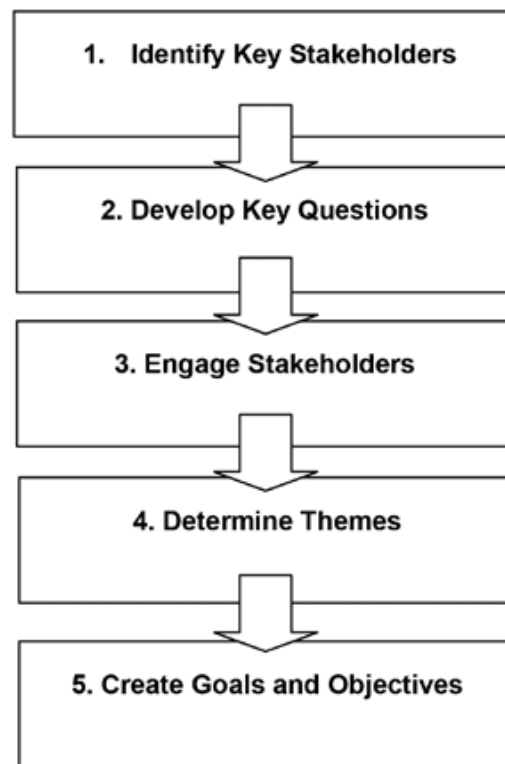 1. Identify Key Stakeholders
2. Develop Key Questions
3. Engage Stakeholders
4. Determine Themes
5. Create Goals and Objectives